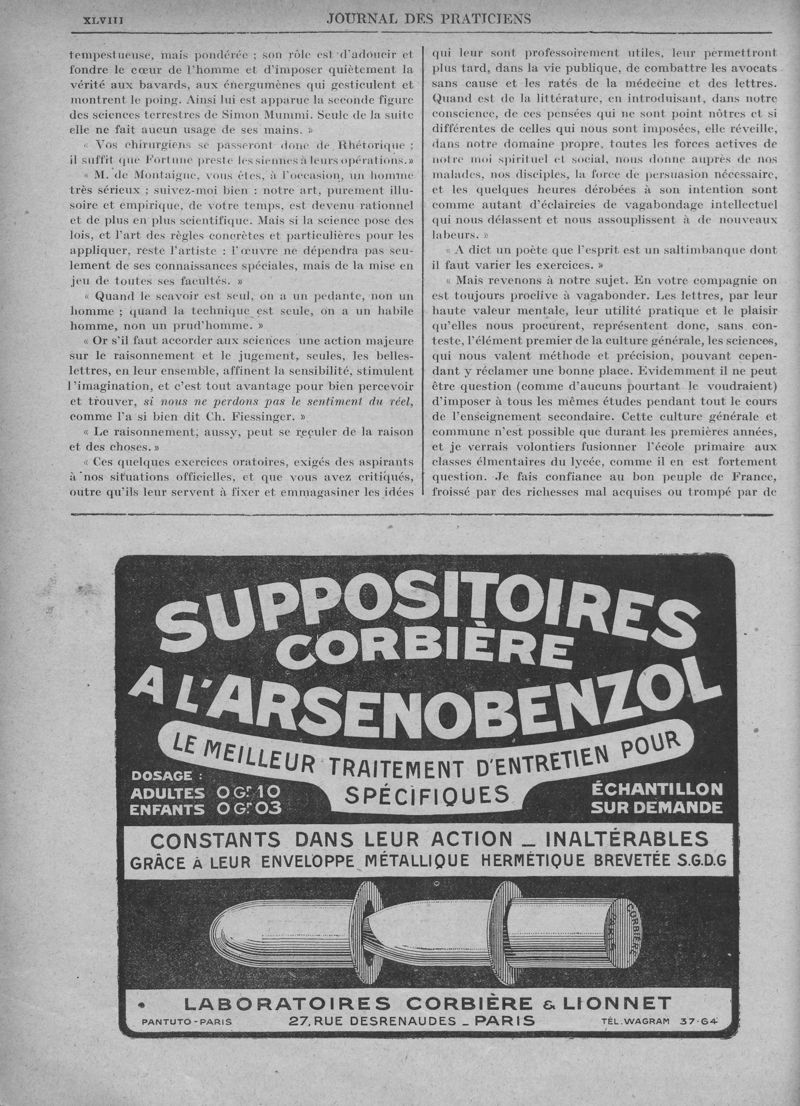 XLVIII
JOURNAL DES PRATICIENS
tempestueuse, mais pondérée ; son rôle est d'adoucir et
fondre le cœur de l'homme et d'imposer quiètement la
vérité aux bavards, aux énergumènes qui gesticulent et
montrent le poing. Ainsi lui est apparue la seconde figure
des sciences terrestres de Simon Mummi. Seule de la suite
elle ne fait aucun usage de ses mains. »
« Vos chirurgiens se passeront donc de Rhétorique ;
il suffit que Fortune preste les siennes à leurs opérations. »
« M. de Montaigne, vous êtes, à l'occasion, un homme
très sérieux ; suivez-moi bien : notre art, purement illu-
soire et empirique, de votre temps, est devenu rationnel
et de plus en plus scientifique. Mais si la science pose des
lois, et l'art des règles concrètes et particulières pour les
appliquer, reste l'artiste : l'œuvre ne dépendra pas seu-
lement de ses connaissances spéciales, mais de la mise en
jeu de toutes ses facultés. »
« Quand le scavoir est seul, on a un pedante, non un
homme ; quand la technique est seule, on a un habile
homme, non un prud'homme. »
« Or s'il faut accorder aux sciences une action majeure
sur le raisonnement et le jugement, seules, les belles-
lettres, en leur ensemble, affinent la sensibilité, stimulent
l'imagination, et c'est tout avantage pour bien percevoir
et trouver, si nous ne perdons pas le sentiment du réel,
comme l'a si bien dit Ch. Fiessinger. »
« Le raisonnement, aussy, peut se reculer de la raison
et des choses. »
« Ces quelques exercices oratoires, exigés des aspirants
à nos situations officielles, et que vous avez critiqués,
outre qu'ils leur servent à fixer et emmagasiner les idées
qui leur sont professoirement utiles, leur permettront
plus tard, dans la vie publique, de combattre les avocats
sans cause et les ratés de la médecine et des lettres.
Quand est de la littérature, en introduisant, dans notre
conscience, de ces pensées qui ne sont point nôtres et si
différentes de celles qui nous sont imposées, elle réveille,
dans notre domaine propre, toutes les forces actives de
notre moi spirituel et social, nous donne auprès de nos
malades, nos disciples, la force de persuasion nécessaire,
et les quelques heures dérobées à son intention sont
comme autant d'éclaircies de vagabondage intellectuel
qui nous délassent et nous assouplissent à de nouveaux
labeurs. »
« A dict un poète que l'esprit est un saltimbanque dont
il faut varier les exercices. »
« Mais revenons à notre sujet. En votre compagnie on
est toujours proclive à vagabonder. Les lettres, par leur
haute valeur mentale, leur utilité pratique et le plaisir
qu'elles nous procurent, représentent donc, sans con-
teste, l'élément premier de la culture générale, les sciences,
qui nous valent méthode et précision, pouvant cepen-
dant y réclamer une bonne place. Evidemment il ne peut
être question (comme d'aucuns pourtant le voudraient)
d'imposer à tous les mêmes études pendant tout le cours
de l'enseignement secondaire. Cette culture générale et
commune n'est possible que durant les premières années,
et je verrais volontiers fusionner l'école primaire aux
classes élmentaires du lycée, comme il en est fortement
question. Je fais confiance au bon peuple de France,
froissé par des richesses mal acquises ou trompé par de
SUPPOSITOIRES
CORBIÈRE
A L'ARSENOBENZOL
LE MEILLEUR TRAITEMENT D'ENTRETIEN POUR
SPÉCIFIQUES
DOSAGE :
ADULTES 0 Gr 10
ENFANTS 0 Gr 03
ÉCHANTILLON
SUR DEMANDE
CONSTANTS DANS LEUR ACTION _ INALTÉRABLES
GRÂCE A LEUR ENVELOPPE MÉTALLIQUE HERMÉTIQUE BREVETÉE S.G.D.G
CORBIÈRE
PARIS
LABORATOIRES CORBIÈRE & LIONNET
PANTUTO - PARIS
27, RUE DESRENAUDES _ PARIS
TÉL. WAGRAM 37-64